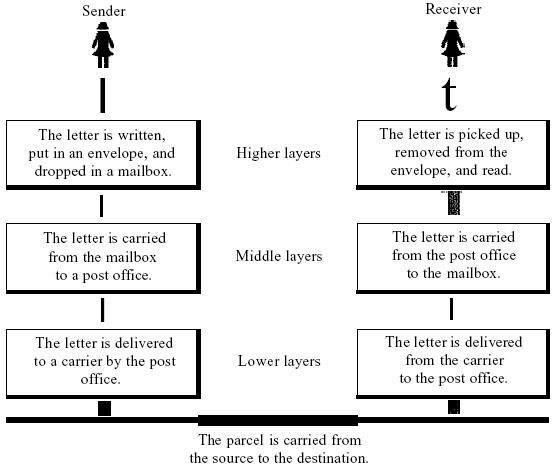 Sender
Receiver
t
The letter is written,
put in an envelope, and
dropped in a mailbox.
Higher layers
The letter is picked up,
removed from the
envelope, and read.
The letter is carried
from the mailbox
to a post office.
Middle layers
The letter is carried
from the post office
to the mailbox.
The letter is delivered
to a carrier by the post
office.
Lower layers
The letter is delivered
from the carrier
to the post office.
The parcel is carried from
the source to the destination.